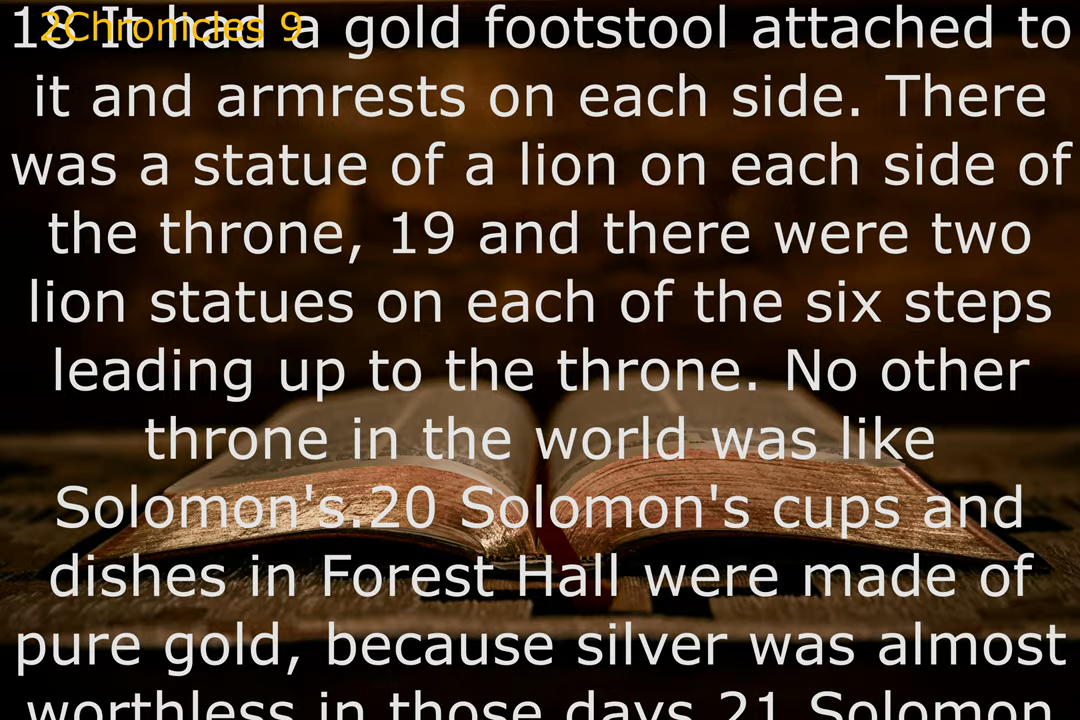 2Chronicles 9
18 It had a gold footstool attached to
it and armrests on each side. There
was a statue of a lion on each side of
the throne, 19 and there were two
lion statues on each of the six steps
leading up to the throne. No other
throne in the world was like
Solomon's.20 Solomon's cups and
dishes in Forest Hall were made of
pure gold, because silver was almost
worthless in those days.21 Solomon